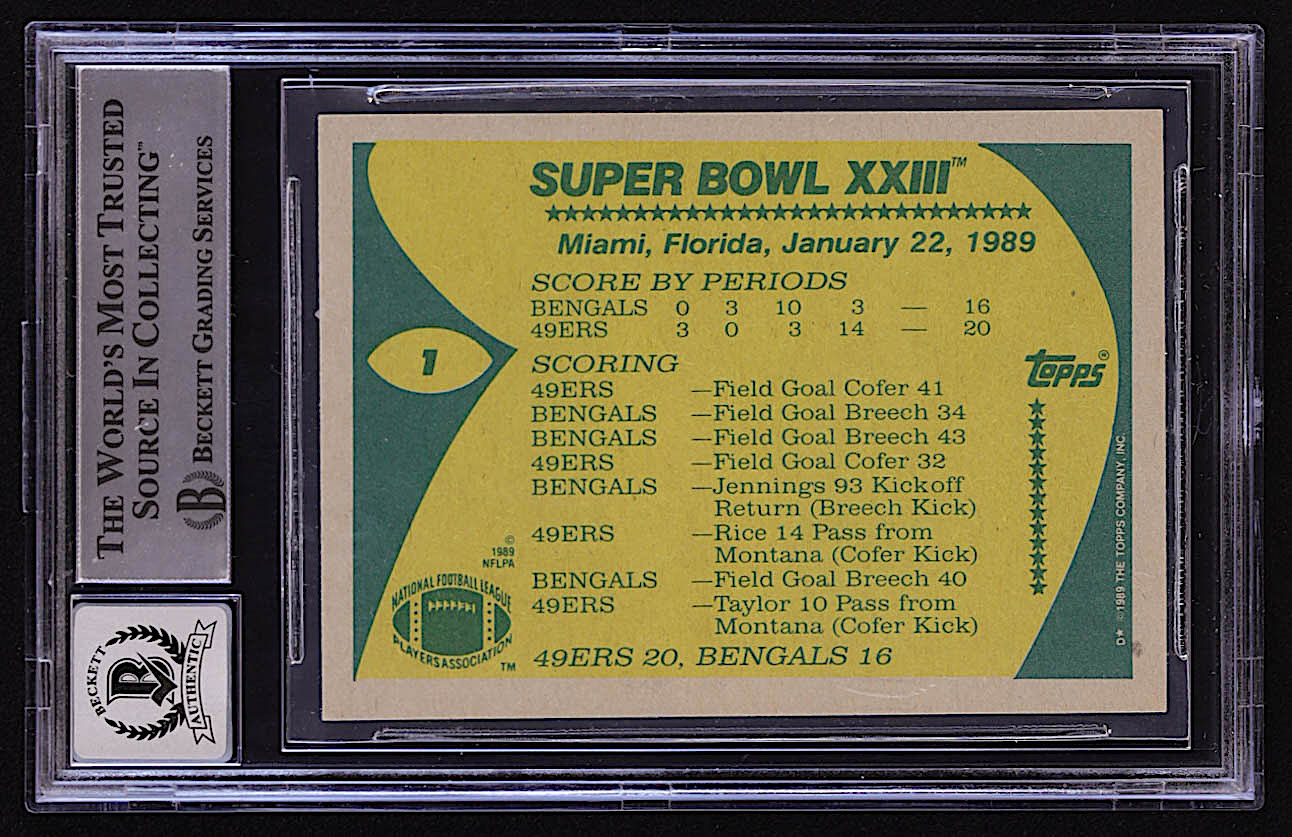 THE WORLD'S MOST TRUSTED
SOURCE IN COLLECTING™
B BECKETT GRADING SERVICES
BECKETT
B
AUTHENTIC
SUPER BOWL XXIII™
Miami, Florida, January 22, 1989
SCORE BY PERIODS
BENGALS 0 3 10 3 — 16
49ERS 3 0 3 14 — 20
1
SCORING
49ERS —Field Goal Cofer 41
BENGALS —Field Goal Breech 34
BENGALS —Field Goal Breech 43
49ERS —Field Goal Cofer 32
BENGALS —Jennings 93 Kickoff
Return (Breech Kick)
49ERS —Rice 14 Pass from
Montana (Cofer Kick)
BENGALS —Field Goal Breech 40
49ERS —Taylor 10 Pass from
Montana (Cofer Kick)
49ERS 20, BENGALS 16
©
1989
NFLPA
NATIONAL FOOTBALL LEAGUE
PLAYERS ASSOCIATION
™
TOPPS®
D* ©1989 THE TOPPS COMPANY, INC.